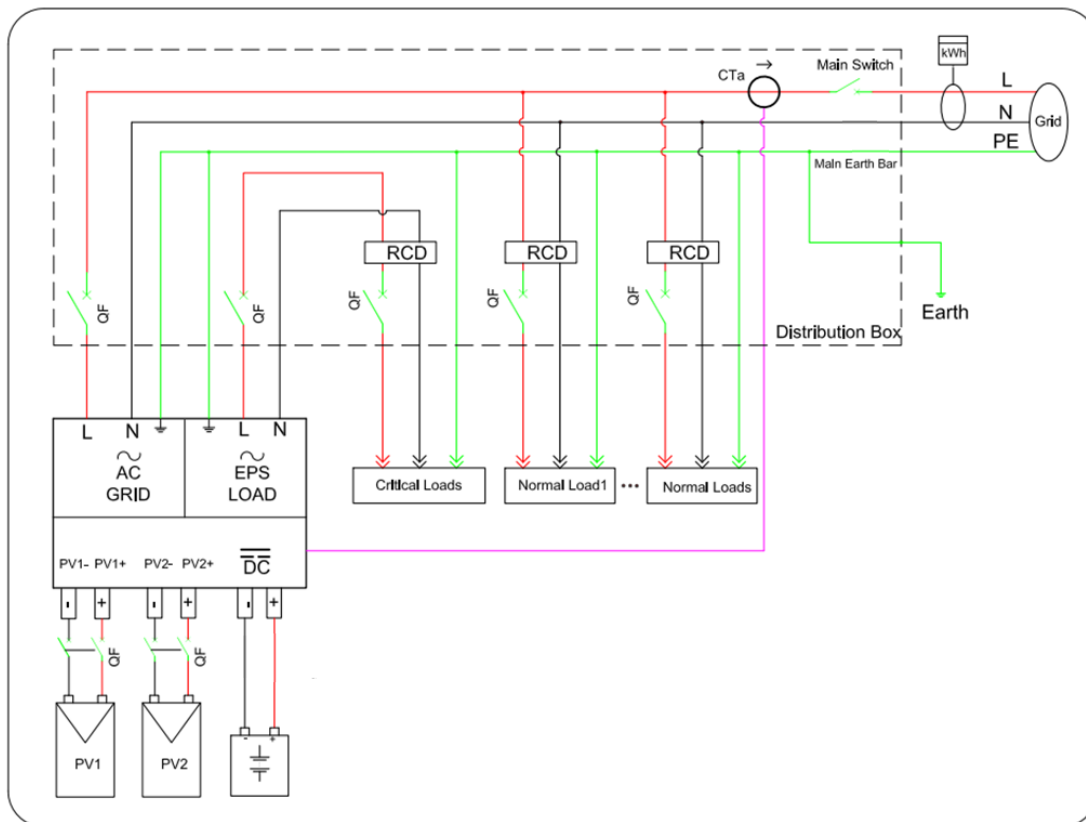 kWh
CTa
→
Main Switch
L
N
PE
Grid
Main Earth Bar
RCD
RCD
RCD
QF
QF
QF
QF
QF
Earth
Distribution Box
L
N
L
N
AC
GRID
EPS
LOAD
Critical Loads
Normal Load1
•••
Normal Loads
PV1-
PV1+
PV2-
PV2+
DC
-
+
-
+
-
+
QF
QF
-
+
PV1
PV2